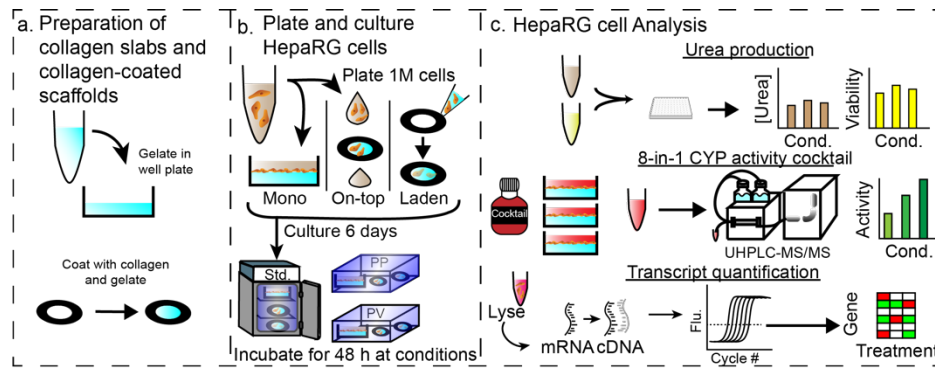 a. Preparation of
collagen slabs and
collagen-coated
scaffolds
Gelate in
well plate
Coat with collagen
and gelate
b. Plate and culture
HepaRG cells
Plate 1M cells
Mono
On-top
Laden
Culture 6 days
Std.
PP
PV
Incubate for 48 h at conditions
c. HepaRG cell Analysis
Urea production
[Urea]
Cond.
Viability
Cond.
8-in-1 CYP activity cocktail
Cocktail
UHPLC-MS/MS
Activity
Cond.
Transcript quantification
Lyse
mRNA
cDNA
Flu.
Cycle #
Gene
Treatment